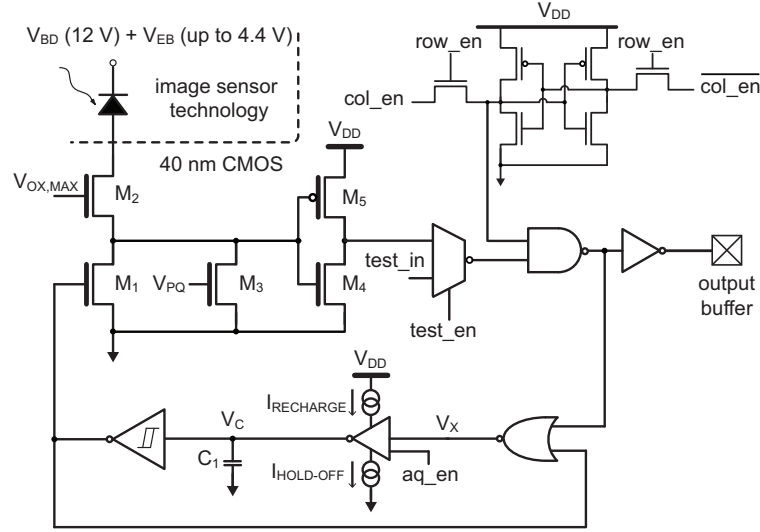 V_BD (12 V) + V_EB (up to 4.4 V)
V_DD
row_en
row_en
image sensor
technology
col_en
col_en
40 nm CMOS
V_DD
V_OX,MAX
M_2
M_5
M_1
V_PQ
M_3
M_4
test_in
test_en
output
buffer
V_DD
I_RECHARGE
V_C
V_X
C_1
I_HOLD-OFF
aq_en